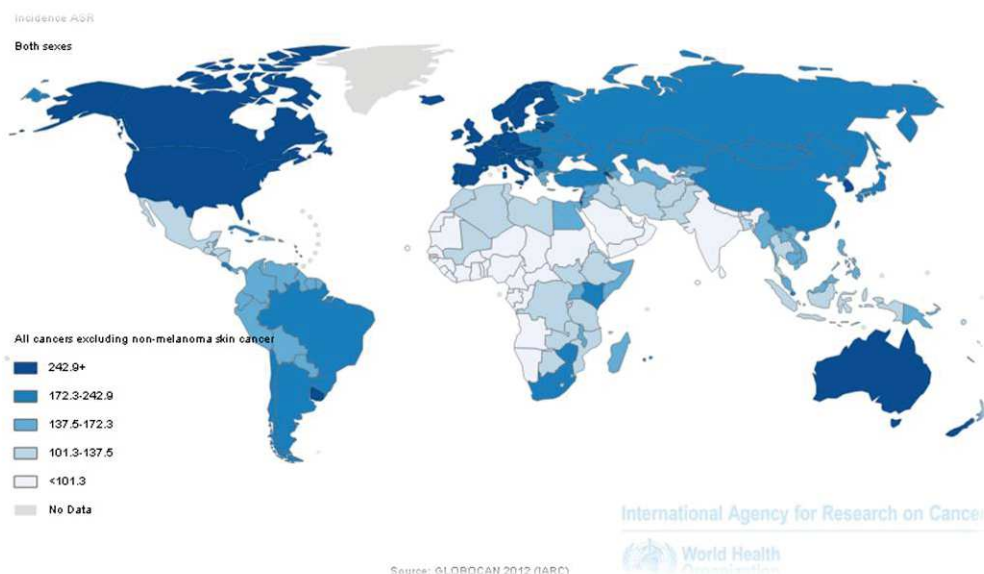 Incidence ASR
Both sexes
All cancers excluding non-melanoma skin cancer
242.9+
172.3-242.9
137.5-172.3
101.3-137.5
<101.3
No Data
International Agency for Research on Cancer
World Health
Organization
Source: GLOBOCAN 2012 (IARC)